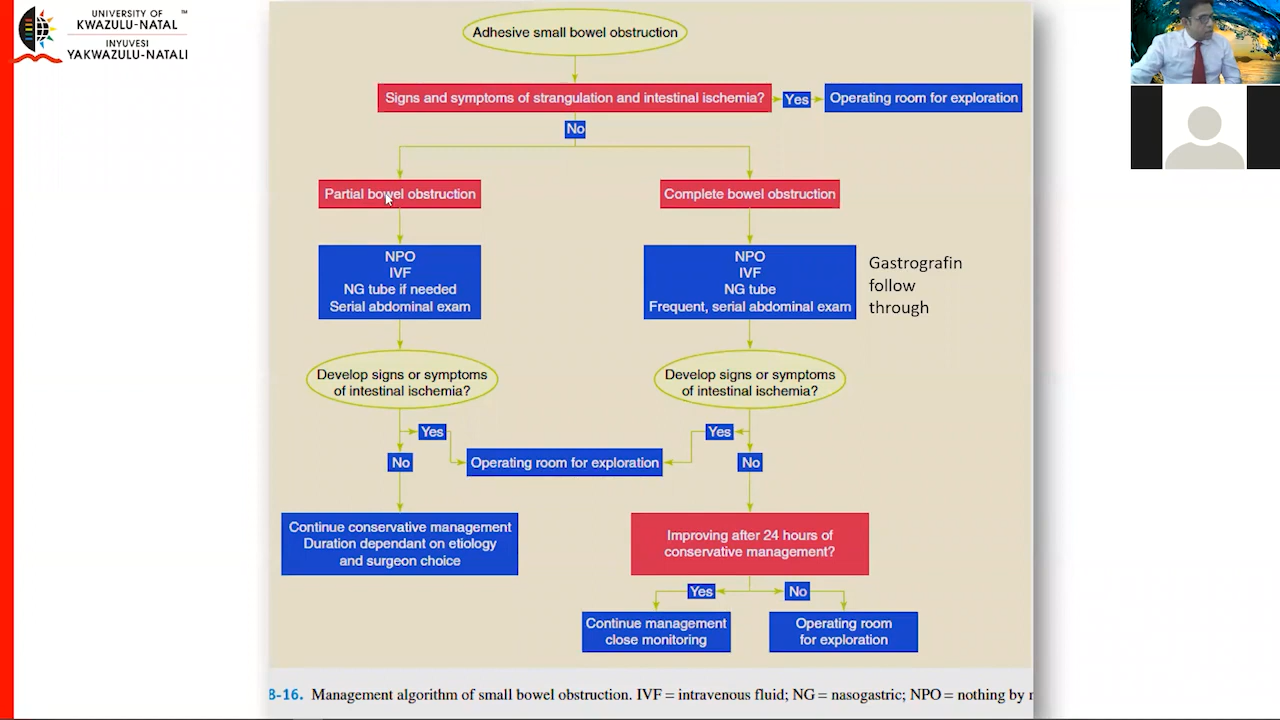 UNIVERSITY OF
KWAZULU-NATAL
INYUVESI
YAKWAZULU-NATALI
TM
Adhesive small bowel obstruction
Signs and symptoms of strangulation and intestinal ischemia?
Yes
Operating room for exploration
No
Partial bowel obstruction
Complete bowel obstruction
NPO
IVF
NG tube if needed
Serial abdominal exam
NPO
IVF
NG tube
Frequent, serial abdominal exam
Gastrografin
follow
through
Develop signs or symptoms
of intestinal ischemia?
Develop signs or symptoms
of intestinal ischemia?
Yes
Yes
No
Operating room for exploration
No
Continue conservative management
Duration dependant on etiology
and surgeon choice
Improving after 24 hours of
conservative management?
Yes
No
Continue management
close monitoring
Operating room
for exploration
8-16. Management algorithm of small bowel obstruction. IVF = intravenous fluid; NG = nasogastric; NPO = nothing by